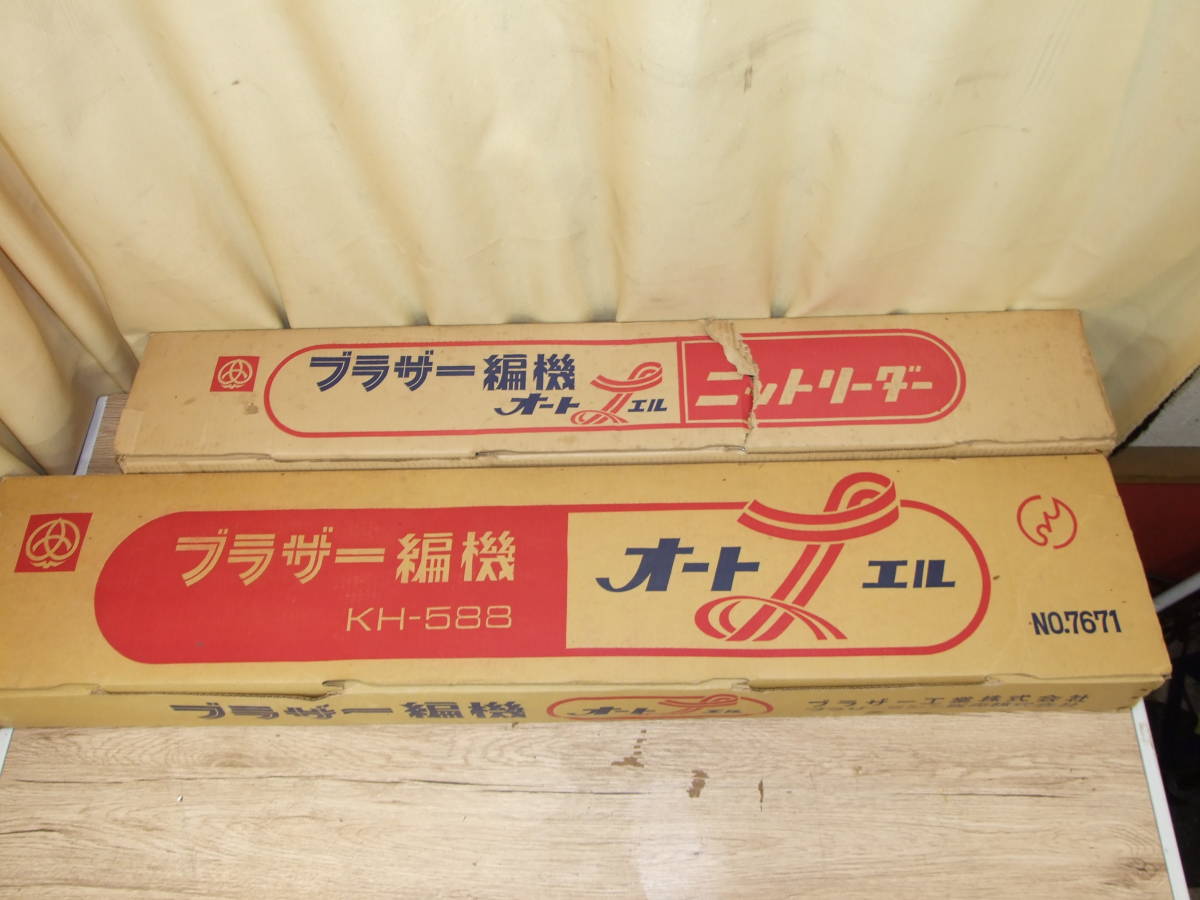 ブラザー編機
オート L エル
ニットリーダー
ブラザー編機
KH-588
オート L エル
NO.7671
ブラザー編機 オート L エル ブラザー工業株式会社